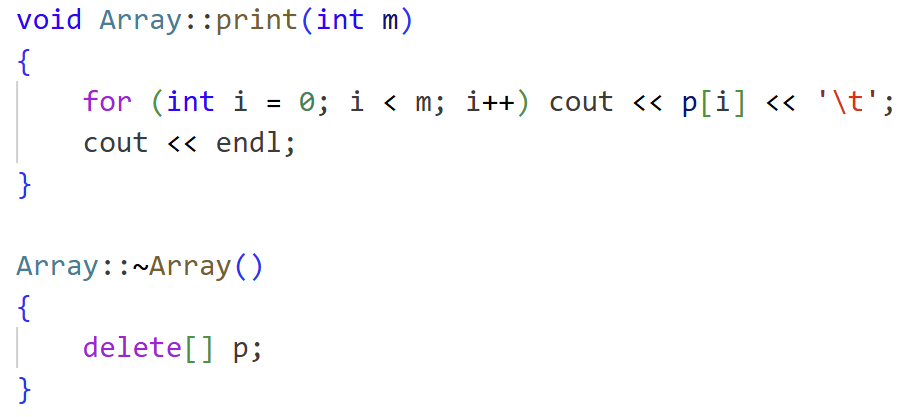 void Array::print(int m)
{
    for (int i = 0; i < m; i++) cout << p[i] << '\t';
    cout << endl;
}

Array::~Array()
{
    delete[] p;
}